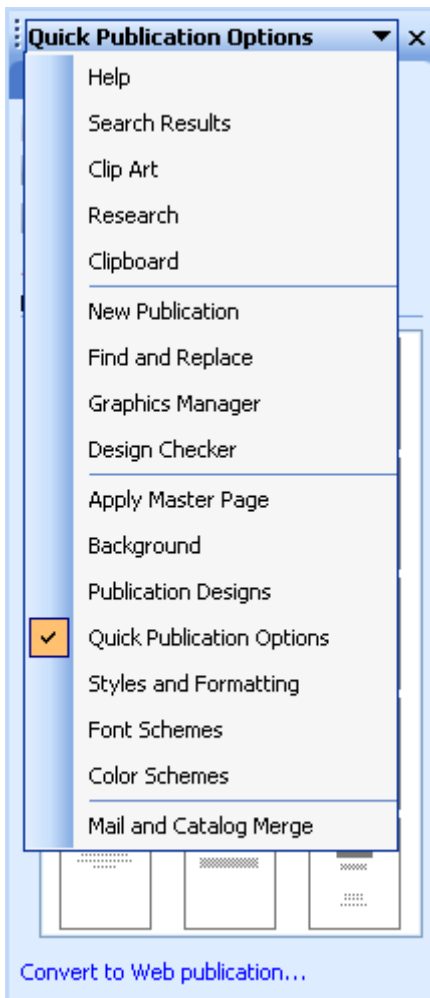 Quick Publication Options
Help
Search Results
Clip Art
Research
Clipboard
New Publication
Find and Replace
Graphics Manager
Design Checker
Apply Master Page
Background
Publication Designs
Quick Publication Options
Styles and Formatting
Font Schemes
Color Schemes
Mail and Catalog Merge
Convert to Web publication...